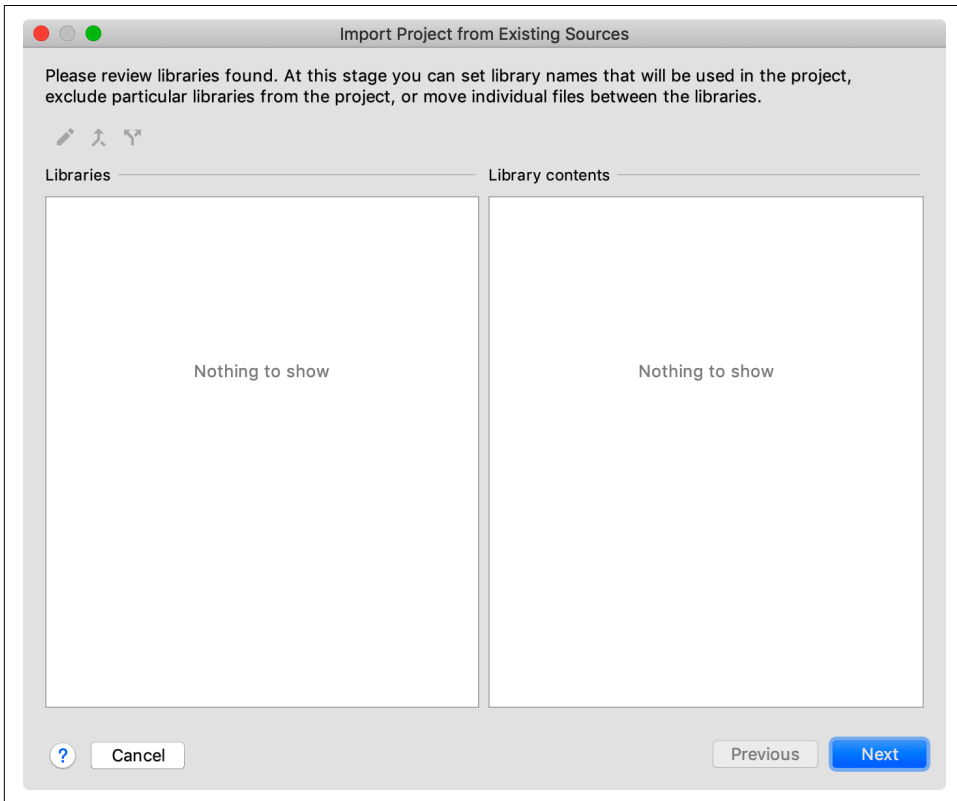 Import Project from Existing Sources
Please review libraries found. At this stage you can set library names that will be used in the project,
exclude particular libraries from the project, or move individual files between the libraries.
Libraries
Library contents
Nothing to show
Nothing to show
?
Cancel
Previous
Next